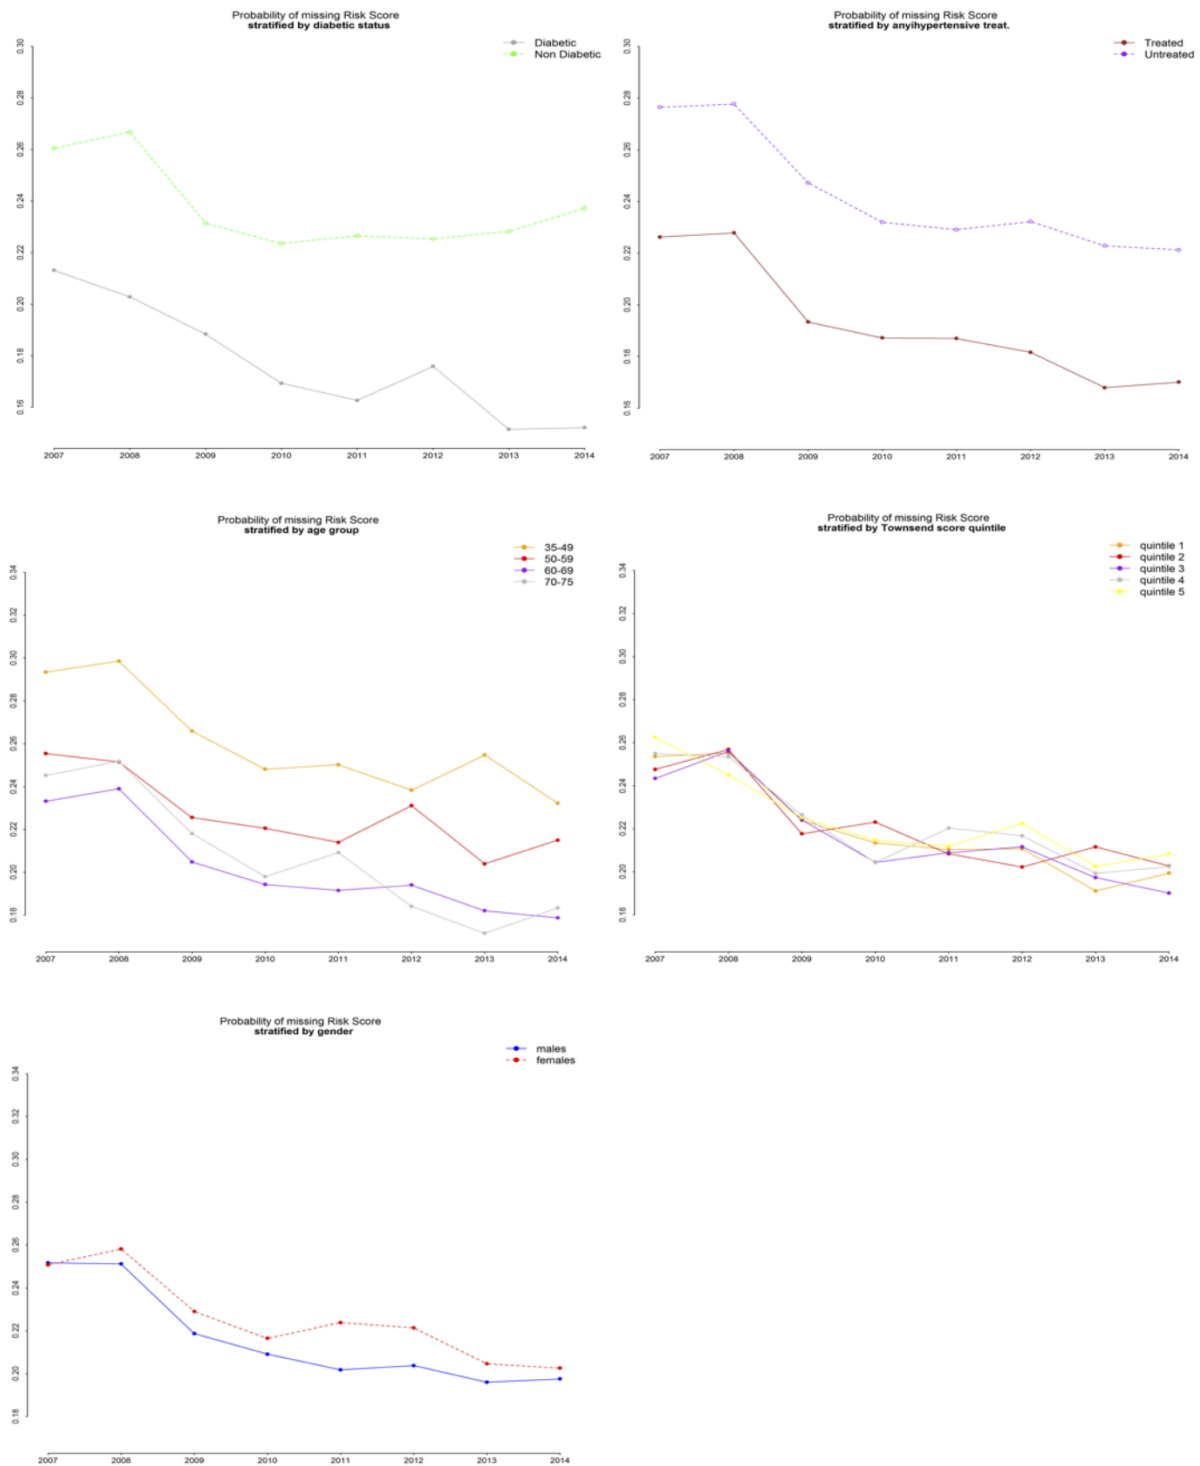 Probability of missing Risk Score
stratified by diabetic status
Diabetic
Non Diabetic
0.30
0.28
0.26
0.24
0.22
0.20
0.18
0.16
2007 2008 2009 2010 2011 2012 2013 2014
Probability of missing Risk Score
stratified by anyihypertensive treat.
Treated
Untreated
0.30
0.28
0.26
0.24
0.22
0.20
0.18
0.16
2007 2008 2009 2010 2011 2012 2013 2014
Probability of missing Risk Score
stratified by age group
35-49
50-59
60-69
70-75
0.34
0.32
0.30
0.28
0.26
0.24
0.22
0.20
0.18
2007 2008 2009 2010 2011 2012 2013 2014
Probability of missing Risk Score
stratified by Townsend score quintile
quintile 1
quintile 2
quintile 3
quintile 4
quintile 5
0.34
0.32
0.30
0.28
0.26
0.24
0.22
0.20
0.18
2007 2008 2009 2010 2011 2012 2013 2014
Probability of missing Risk Score
stratified by gender
males
females
0.34
0.32
0.30
0.28
0.26
0.24
0.22
0.20
0.18
2007 2008 2009 2010 2011 2012 2013 2014